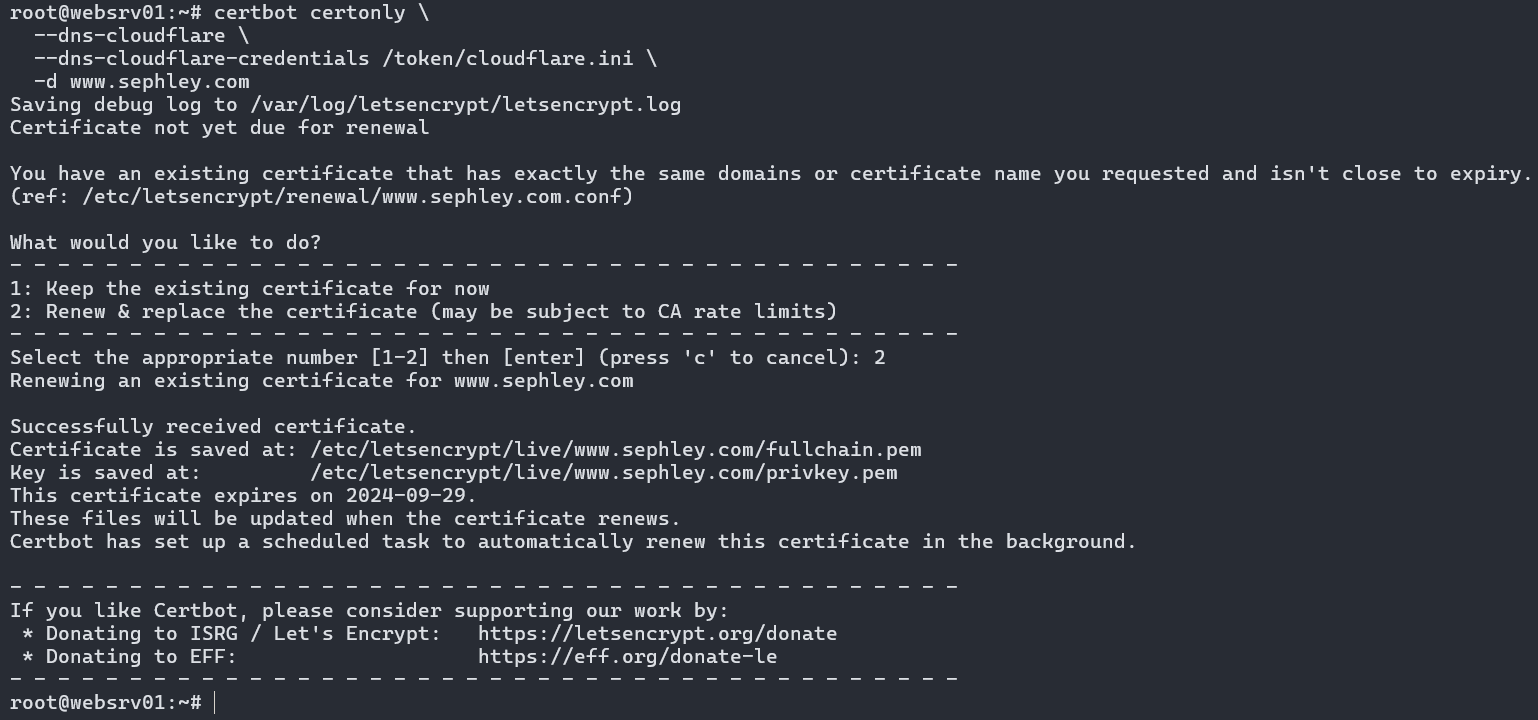 root@websrv01:~# certbot certonly \
  --dns-cloudflare \
  --dns-cloudflare-credentials /token/cloudflare.ini \
  -d www.sephley.com
Saving debug log to /var/log/letsencrypt/letsencrypt.log
Certificate not yet due for renewal

You have an existing certificate that has exactly the same domains or certificate name you requested and isn't close to expiry.
(ref: /etc/letsencrypt/renewal/www.sephley.com.conf)

What would you like to do?
- - - - - - - - - - - - - - - - - - - - - - - - - - - - - - - - - - - - - - - -
1: Keep the existing certificate for now
2: Renew & replace the certificate (may be subject to CA rate limits)
- - - - - - - - - - - - - - - - - - - - - - - - - - - - - - - - - - - - - - - -
Select the appropriate number [1-2] then [enter] (press 'c' to cancel): 2
Renewing an existing certificate for www.sephley.com

Successfully received certificate.
Certificate is saved at: /etc/letsencrypt/live/www.sephley.com/fullchain.pem
Key is saved at:         /etc/letsencrypt/live/www.sephley.com/privkey.pem
This certificate expires on 2024-09-29.
These files will be updated when the certificate renews.
Certbot has set up a scheduled task to automatically renew this certificate in the background.

- - - - - - - - - - - - - - - - - - - - - - - - - - - - - - - - - - - - - - - -
If you like Certbot, please consider supporting our work by:
 * Donating to ISRG / Let's Encrypt:   https://letsencrypt.org/donate
 * Donating to EFF:                    https://eff.org/donate-le
- - - - - - - - - - - - - - - - - - - - - - - - - - - - - - - - - - - - - - - -
root@websrv01:~#